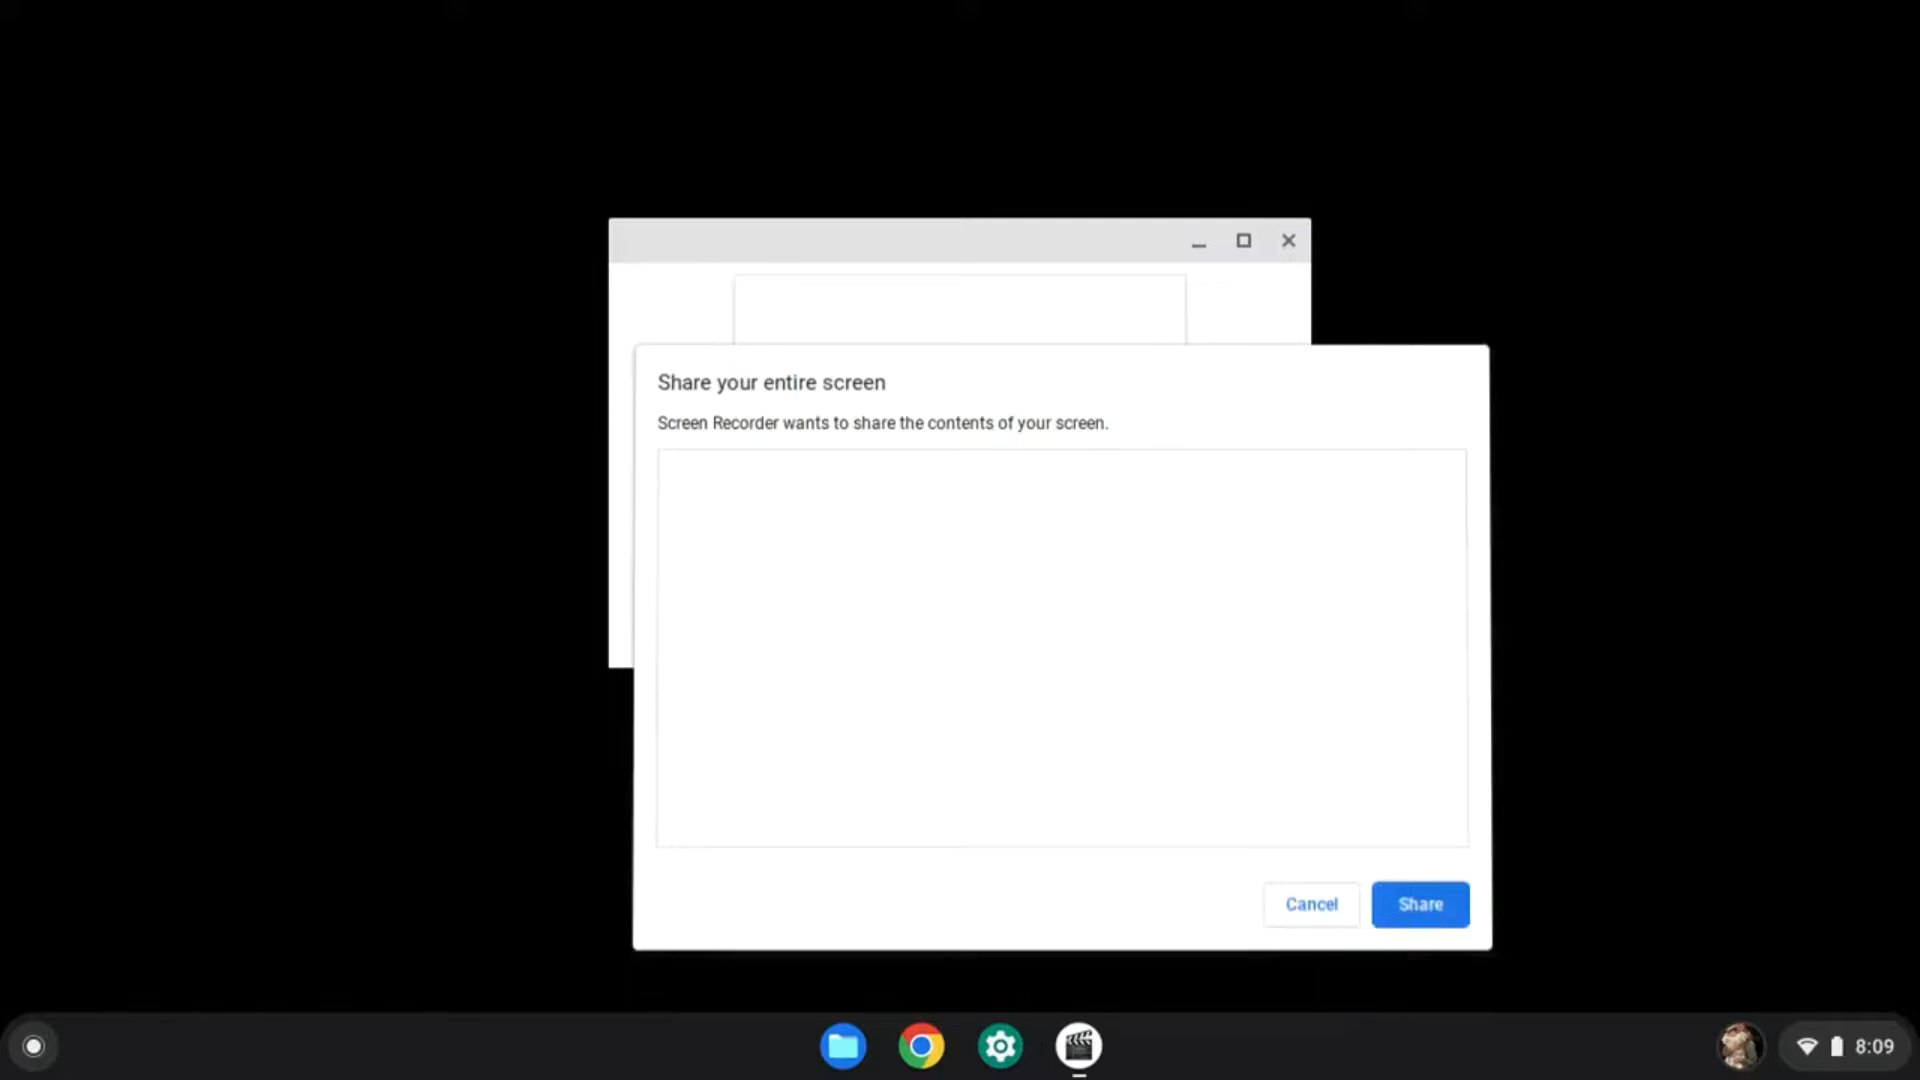 Share your entire screen
Screen Recorder wants to share the contents of your screen.
Cancel
Share
8:09